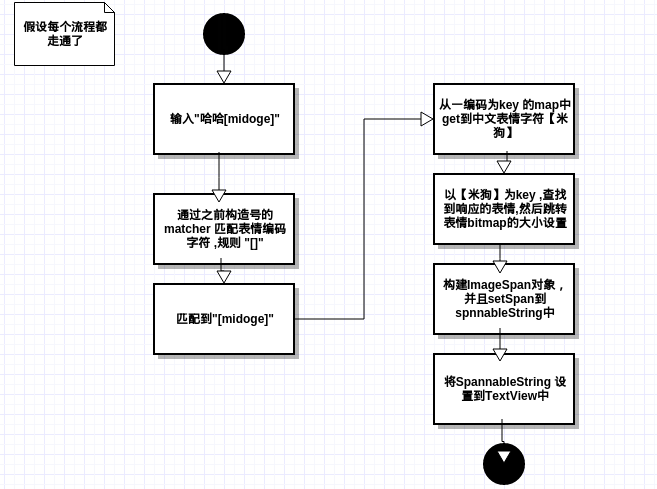 假设每个流程都
走通了
输入"哈哈[midoge]"
通过之前构造号的
matcher 匹配表情编码
字符 ,规则 "[]"
匹配到"[midoge]"
从一编码为key 的map中
get到中文表情字符【米
狗】
以【米狗】为key ,查找
到响应的表情,然后跳转
表情bitmap的大小设置
构建ImageSpan对象，
并且setSpan到
spnnableString中
将SpannableString 设
置到TextView中